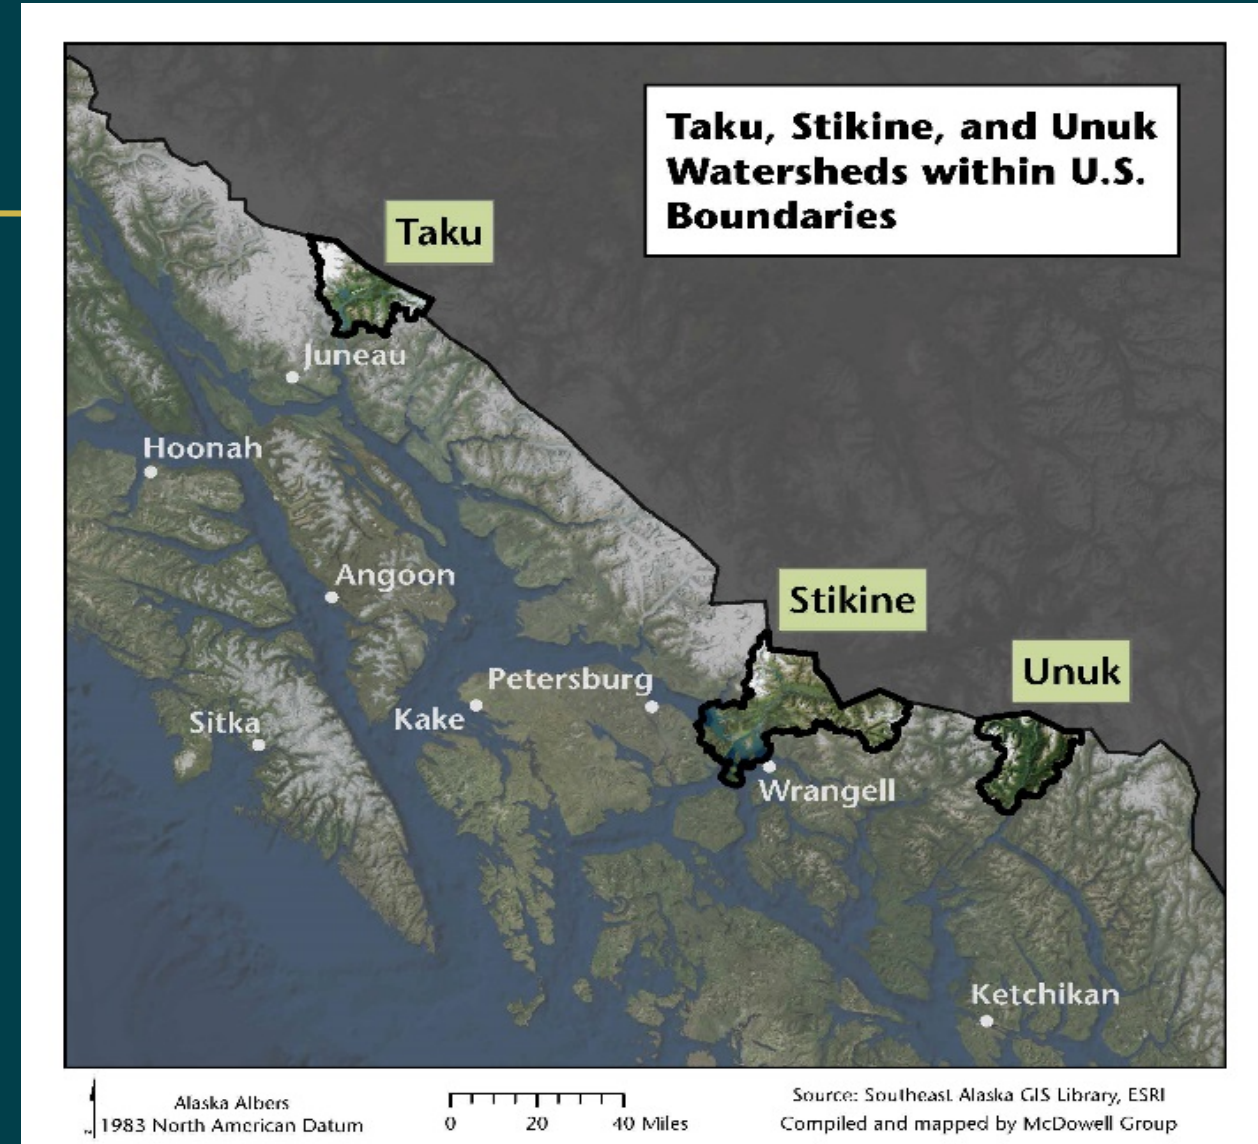 Taku, Stikine, and Unuk
Watersheds within U.S.
Boundaries
Taku
Juneau
Hoonah
Angoon
Stikine
Unuk
Petersburg
Kake
Sitka
Wrangell
Ketchikan
N
Alaska Albers
1983 North American Datum
0 20 40 Miles
Source: Southeast Alaska GIS Library, ESRI
Compiled and mapped by McDowell Group